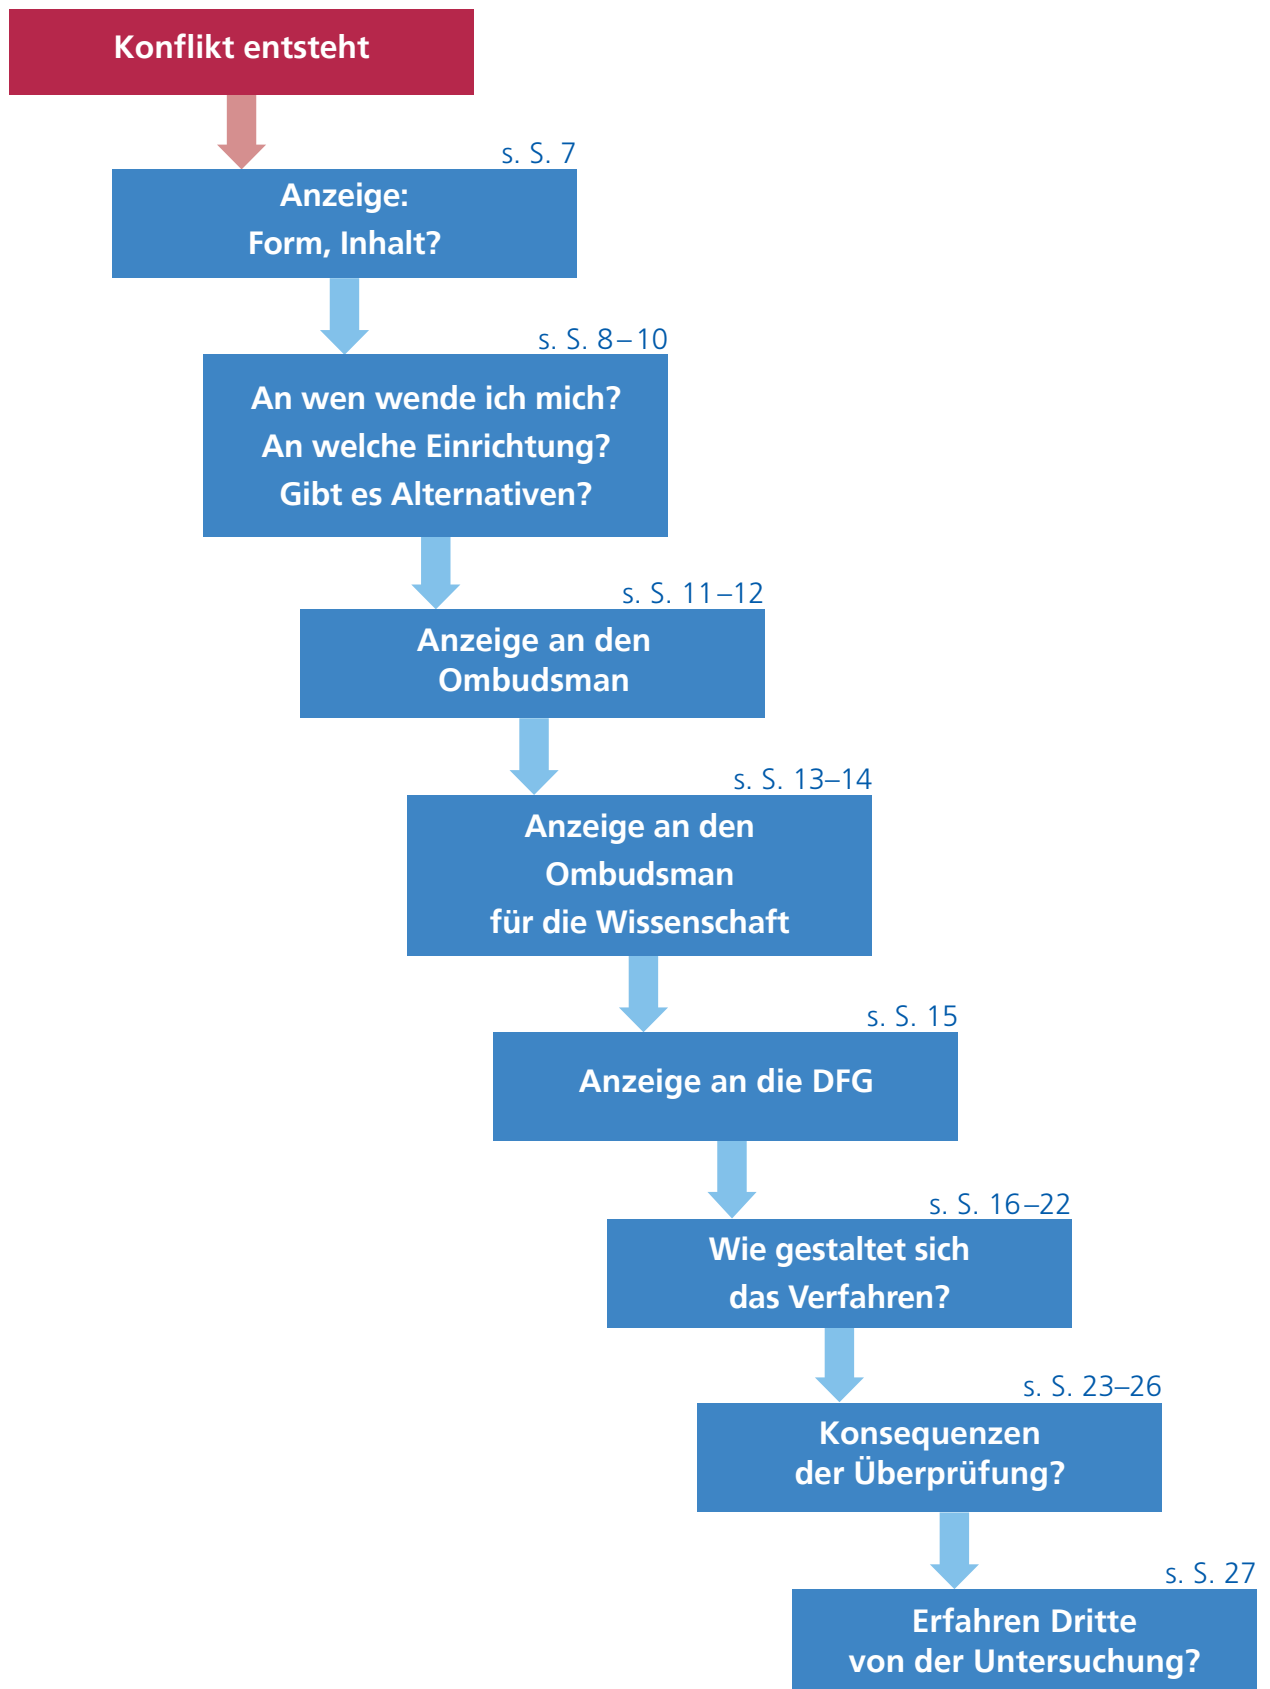 Konflikt entsteht
s. S. 7
Anzeige:
Form, Inhalt?
s. S. 8–10
An wen wende ich mich?
An welche Einrichtung?
Gibt es Alternativen?
s. S. 11–12
Anzeige an den
Ombudsman
s. S. 13–14
Anzeige an den
Ombudsman
für die Wissenschaft
s. S. 15
Anzeige an die DFG
s. S. 16–22
Wie gestaltet sich
das Verfahren?
s. S. 23–26
Konsequenzen
der Überprüfung?
s. S. 27
Erfahren Dritte
von der Untersuchung?